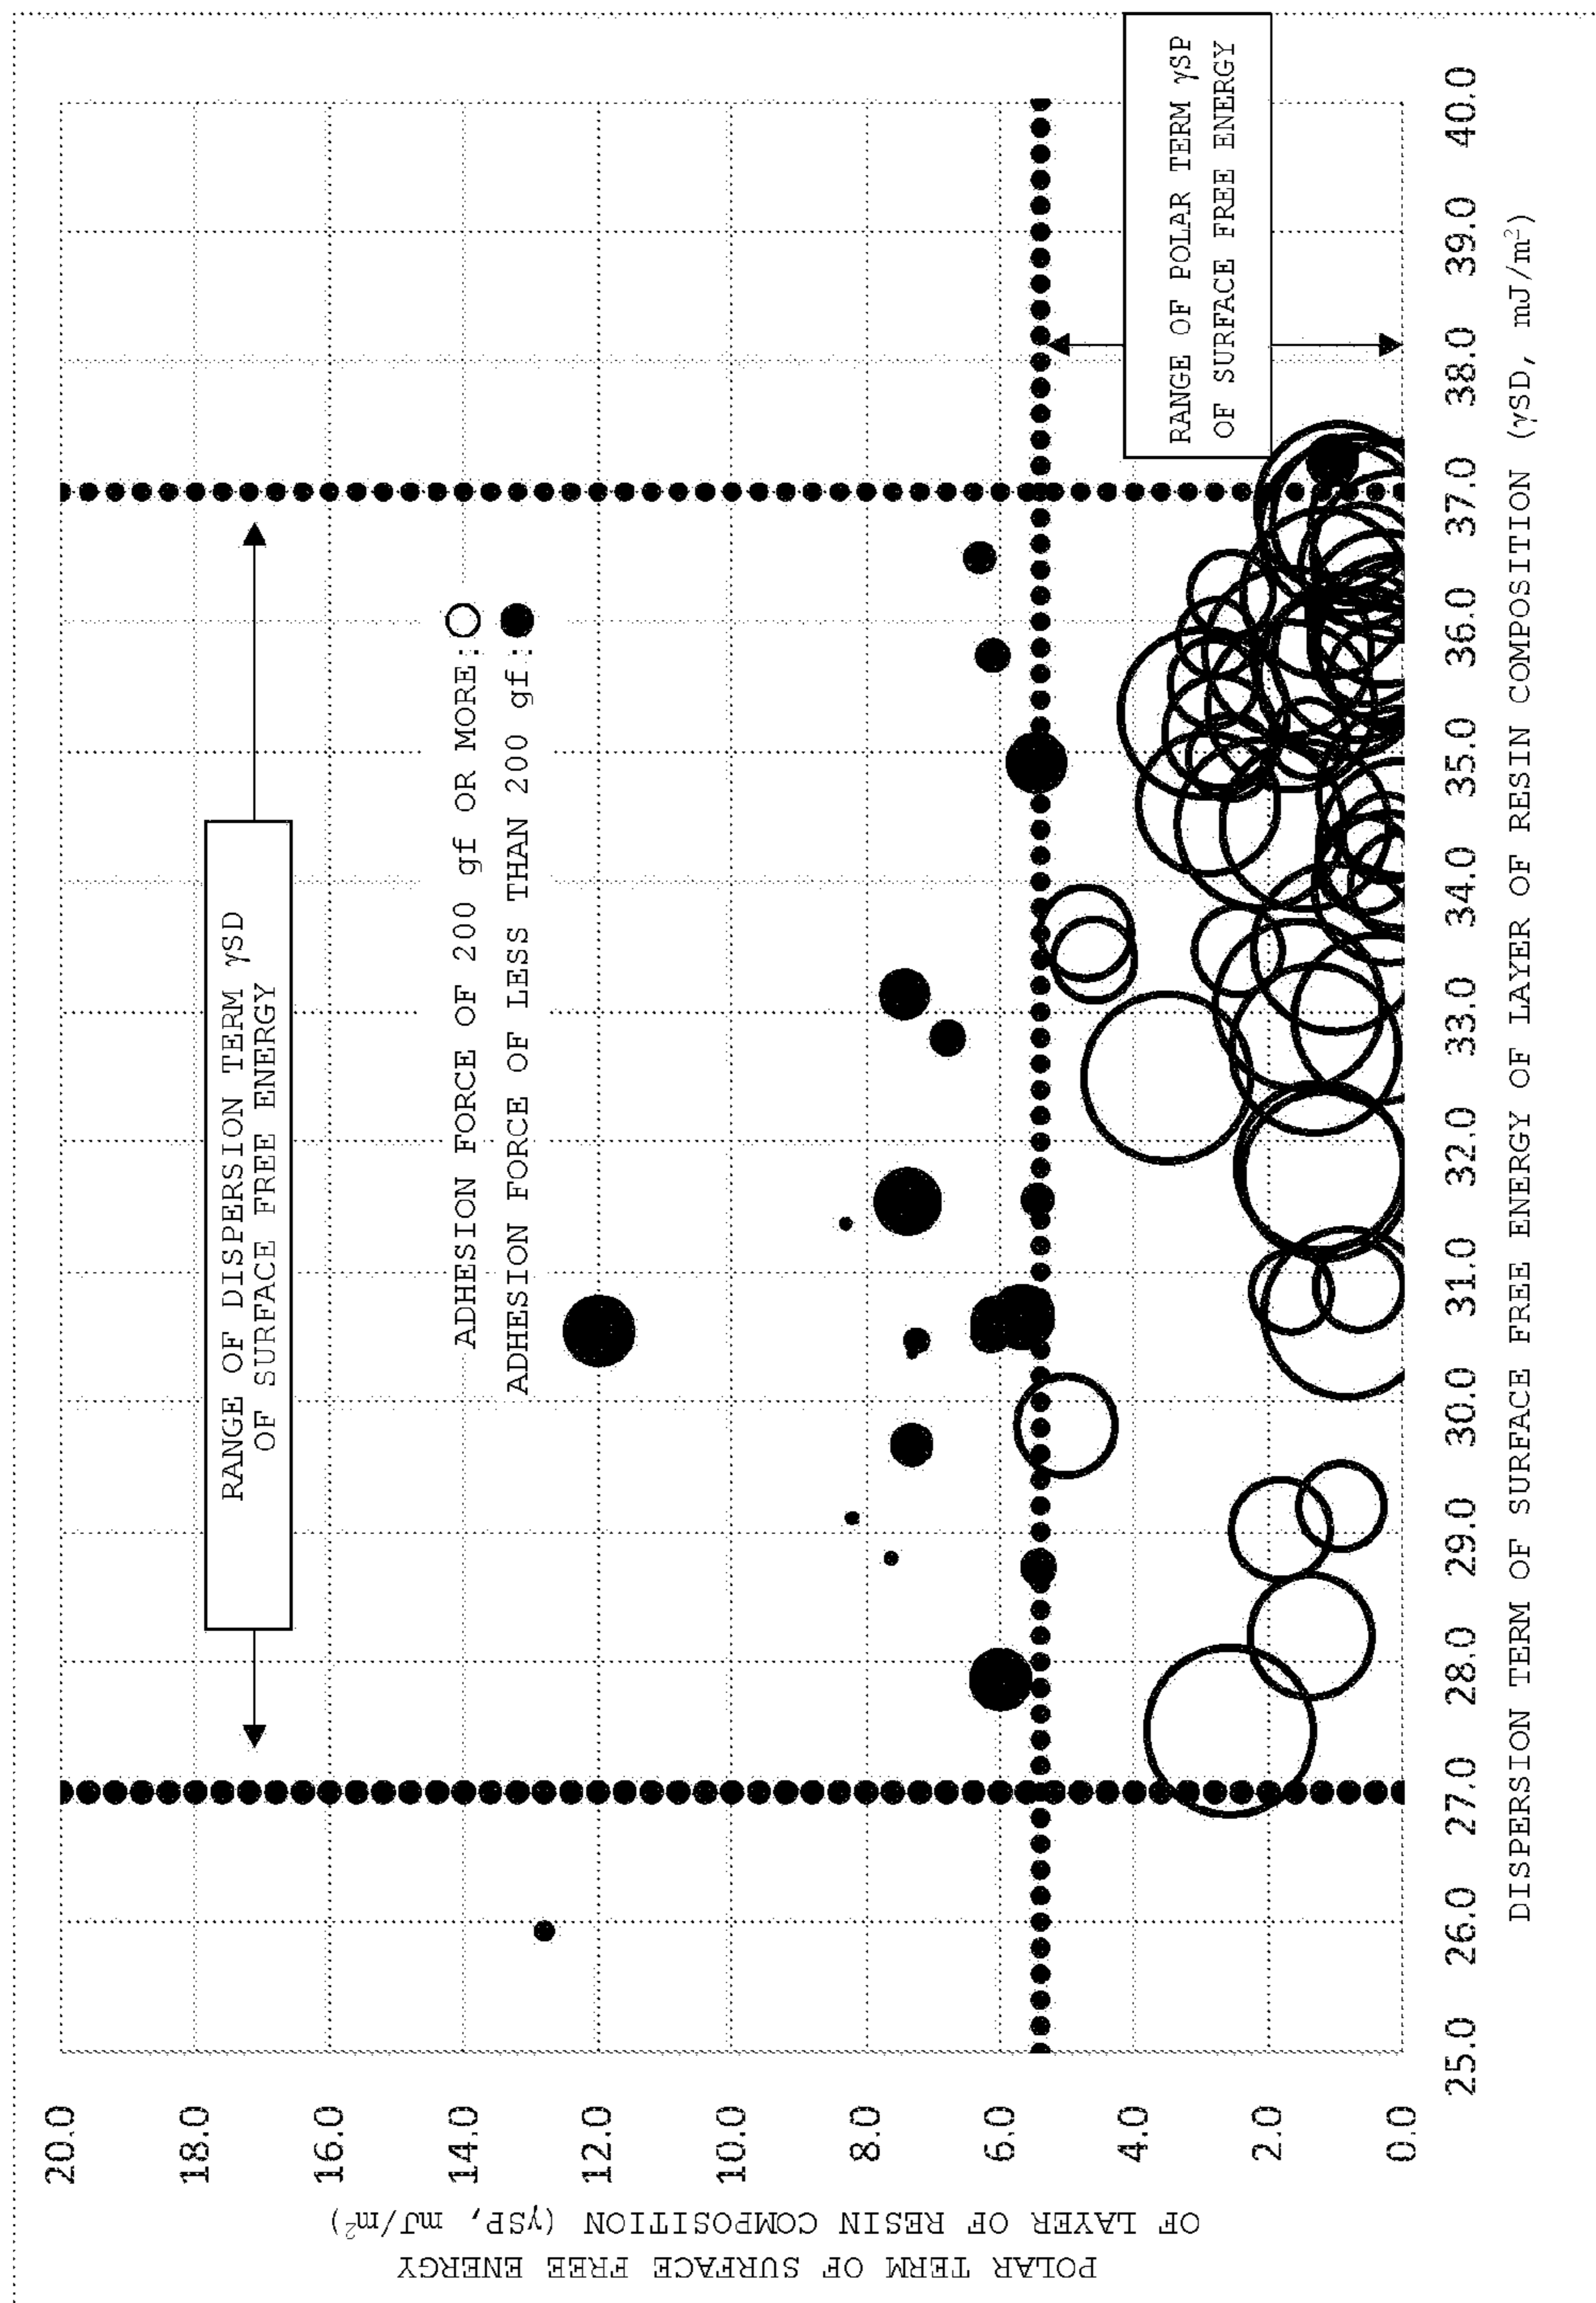 RANGE OF DISPERSION TERM γSD
OF SURFACE FREE ENERGY
ADHESION FORCE OF 200 gf OR MORE:
ADHESION FORCE OF LESS THAN 200 gf:
RANGE OF POLAR TERM γSP
OF SURFACE FREE ENERGY
POLAR TERM OF SURFACE FREE ENERGY
OF LAYER OF RESIN COMPOSITION (γSP, mJ/m²)
20.0
18.0
16.0
14.0
12.0
10.0
8.0
6.0
4.0
2.0
0.0
25.0 26.0 27.0 28.0 29.0 30.0 31.0 32.0 33.0 34.0 35.0 36.0 37.0 38.0 39.0 40.0
DISPERSION TERM OF SURFACE FREE ENERGY OF LAYER OF RESIN COMPOSITION (γSD, mJ/m²)